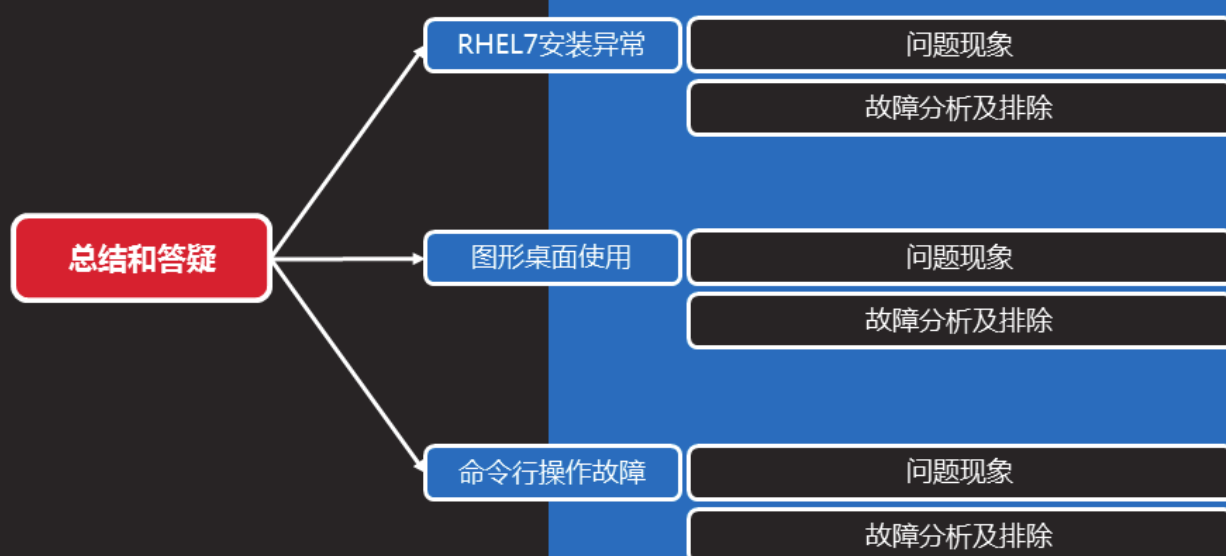 RHEL7安装异常
问题现象
故障分析及排除
总结和答疑
图形桌面使用
问题现象
故障分析及排除
命令行操作故障
问题现象
故障分析及排除